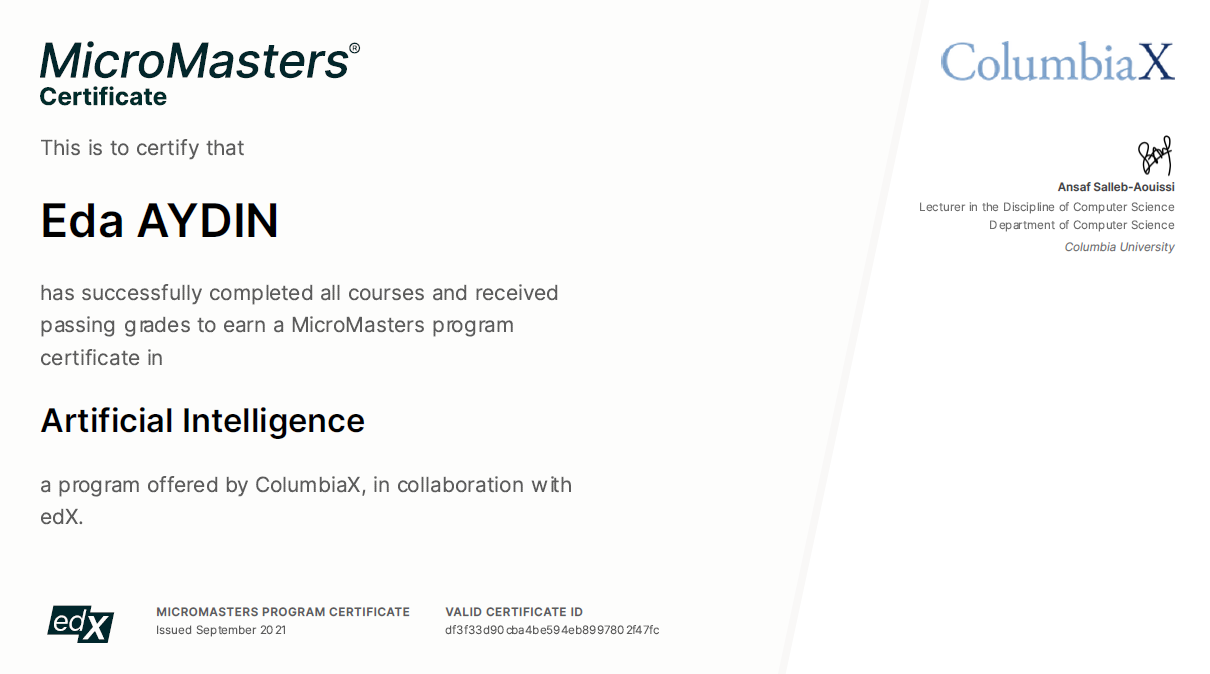 MicroMasters®
Certificate
This is to certify that
Eda AYDIN
has successfully completed all courses and received
passing grades to earn a MicroMasters program
certificate in
Artificial Intelligence
a program offered by ColumbiaX, in collaboration with
edX.
edX
MICROMASTERS PROGRAM CERTIFICATE
Issued September 2021
VALID CERTIFICATE ID
df3f33d90cba4be594eb8997802f47fc
ColumbiaX
Ansaf Salleb-Aouissi
Lecturer in the Discipline of Computer Science
Department of Computer Science
Columbia University